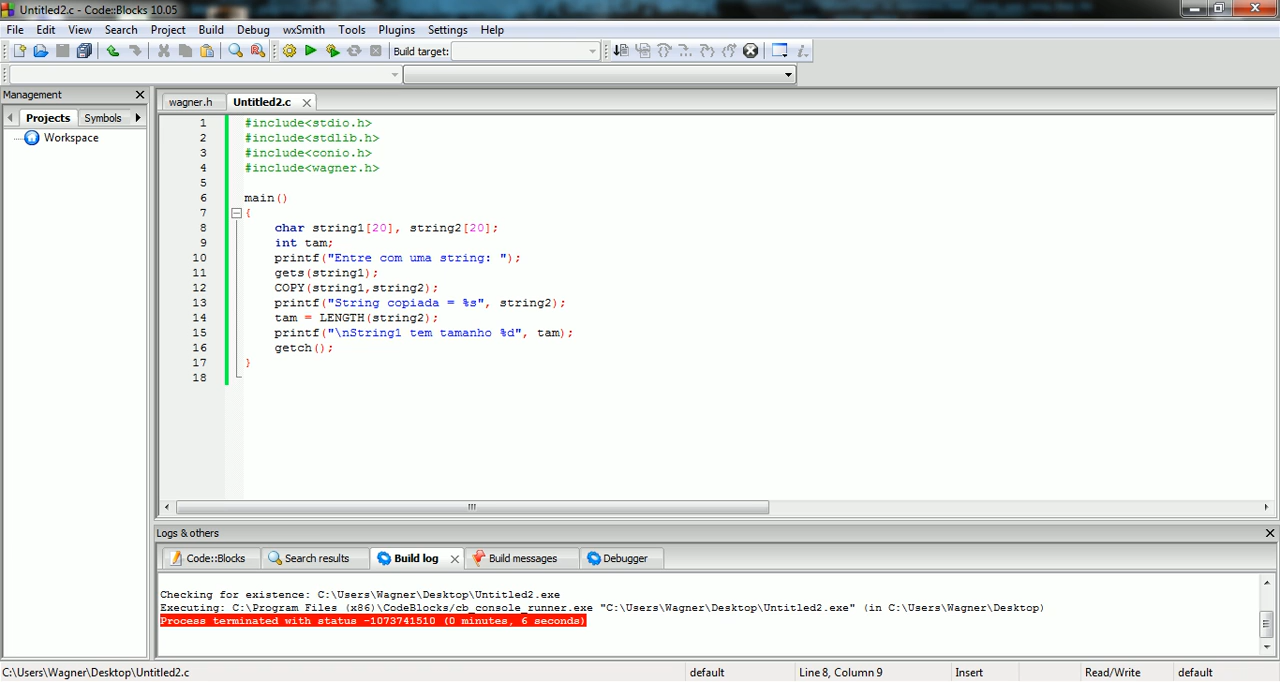 Untitled2.c - Code::Blocks 10.05
File Edit View Search Project Build Debug wxSmith Tools Plugins Settings Help
Build target:
Management
Projects Symbols
Workspace
wagner.h Untitled2.c
1 #include<stdio.h>
2 #include<stdlib.h>
3 #include<conio.h>
4 #include<wagner.h>
5
6 main()
7 {
8 char string1[20], string2[20];
9 int tam;
10 printf("Entre com uma string: ");
11 gets(string1);
12 COPY(string1,string2);
13 printf("String copiada = %s", string2);
14 tam = LENGTH(string2);
15 printf("\nString1 tem tamanho %d", tam);
16 getch();
17 }
18
Logs & others
Code::Blocks Search results Build log Build messages Debugger
Checking for existence: C:\Users\Wagner\Desktop\Untitled2.exe
Executing: C:\Program Files (x86)\CodeBlocks/cb_console_runner.exe "C:\Users\Wagner\Desktop\Untitled2.exe" (in C:\Users\Wagner\Desktop)
Process terminated with status -1073741510 (0 minutes, 6 seconds)
C:\Users\Wagner\Desktop\Untitled2.c default Line 8, Column 9 Insert Read/Write default